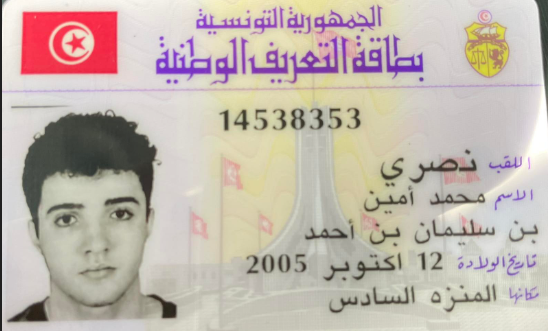 الجمهورية التونسية
بطاقة التعريف الوطنية
14538353
اللقب نصري
الاسم محمد أمين
بن سليمان بن أحمد
تاريخ الولادة 12 اكتوبر 2005
مكانها المنزه السادس